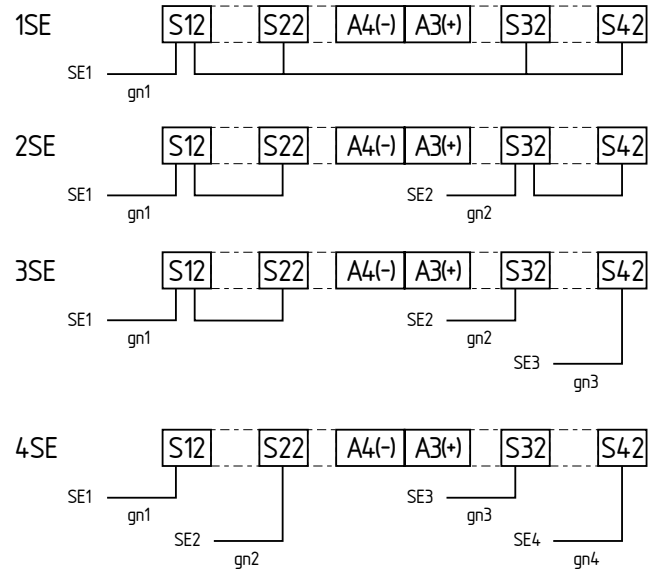 1SE S12 S22 A4(-) A3(+) S32 S42
SE1
gn1
2SE S12 S22 A4(-) A3(+) S32 S42
SE1 SE2
gn1 gn2
3SE S12 S22 A4(-) A3(+) S32 S42
SE1 SE2
gn1 gn2
SE3
gn3
4SE S12 S22 A4(-) A3(+) S32 S42
SE1 SE3
gn1 gn3
SE2 SE4
gn2 gn4